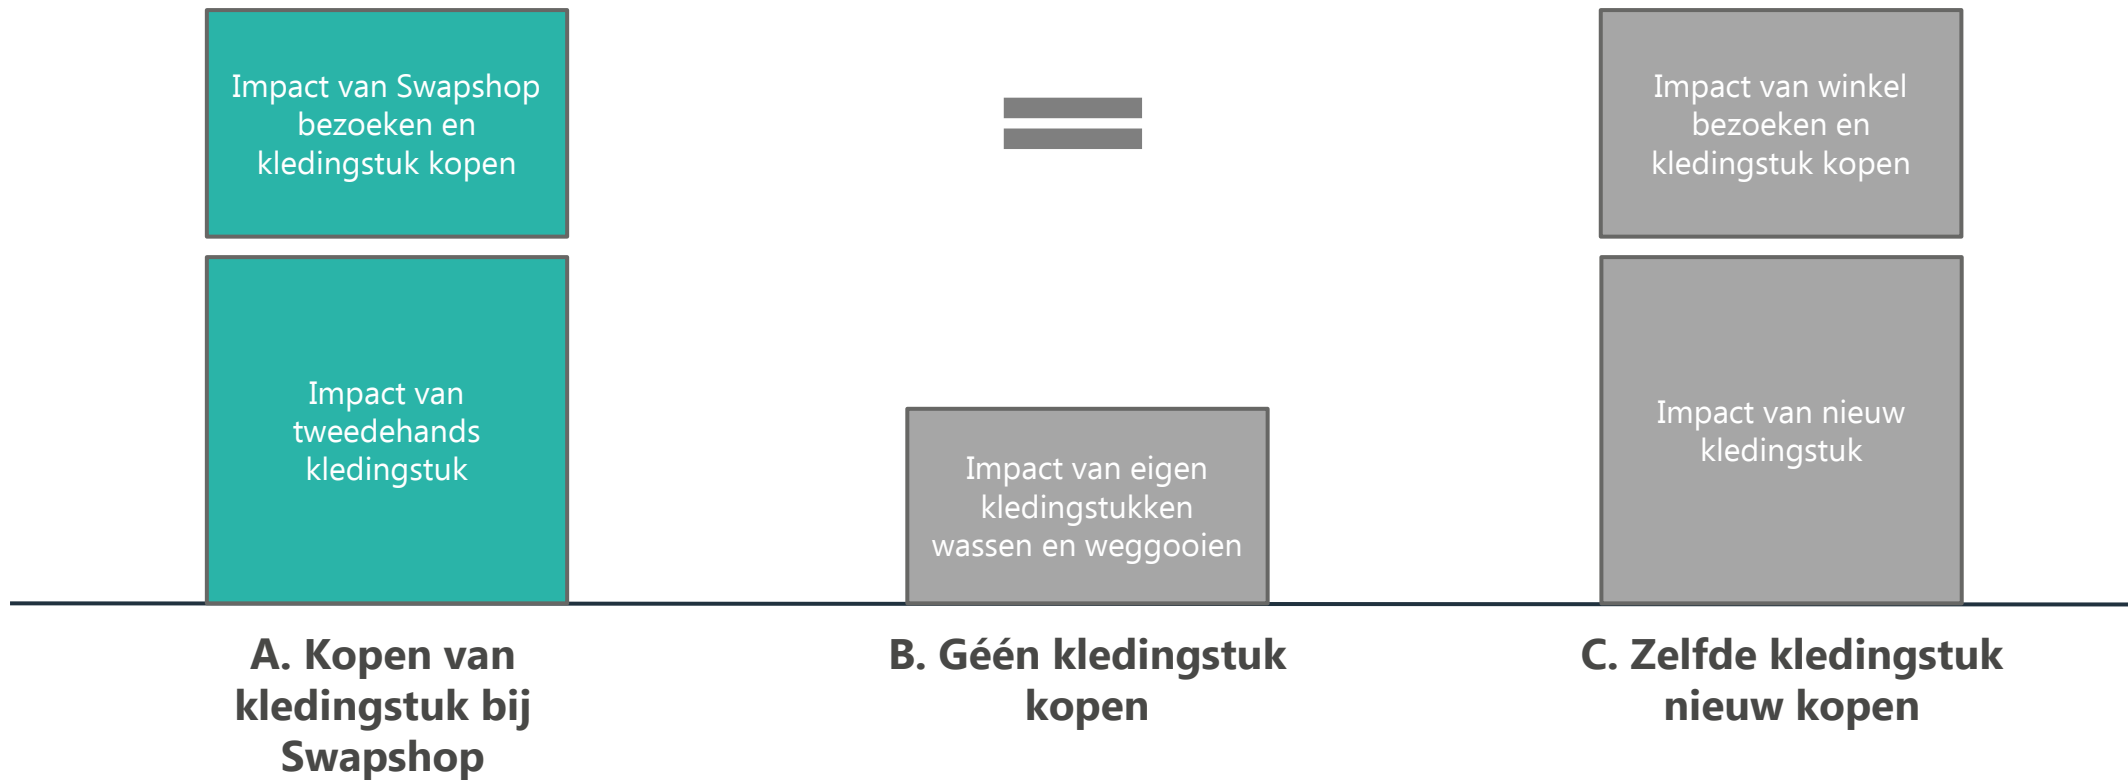 Impact van Swapshop
bezoeken en
kledingstuk kopen
Impact van
tweedehands
kledingstuk
A. Kopen van
kledingstuk bij
Swapshop
Impact van eigen
kledingstukken
wassen en weggooien
B. Géén kledingstuk
kopen
Impact van winkel
bezoeken en
kledingstuk kopen
Impact van nieuw
kledingstuk
C. Zelfde kledingstuk
nieuw kopen